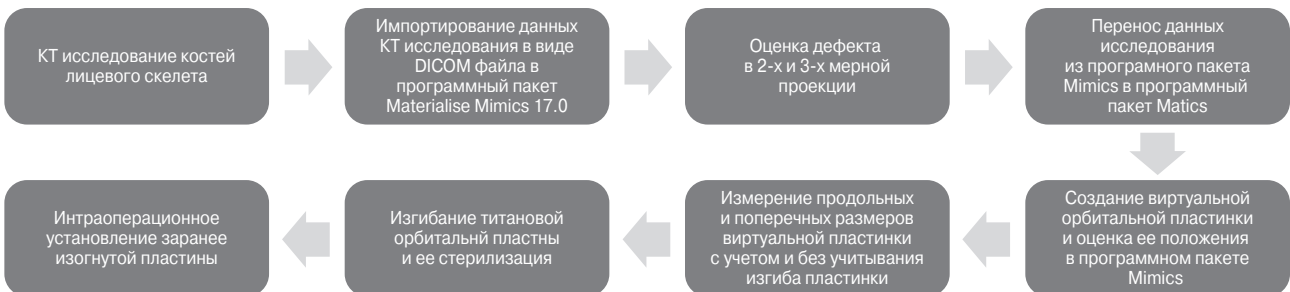 КТ исследование костей
лицевого скелета
Импортирование данных
КТ исследования в виде
DICOM файла в
программный пакет
Materialise Mimics 17.0
Оценка дефекта
в 2-х и 3-х мерной
проекции
Перенос данных
исследования
из програмного пакета
Mimics в программный
пакет Matics
Создание виртуальной
орбитальной пластинки
и оценка ее положения
в программном пакете
Mimics
Измерение продольных
и поперечных размеров
виртуальной пластинки
с учетом и без учитывания
изгиба пластинки
Изгибание титановой
орбитальнй пластны
и ее стерилизация
Интраоперационное
установление заранее
изогнутой пластины